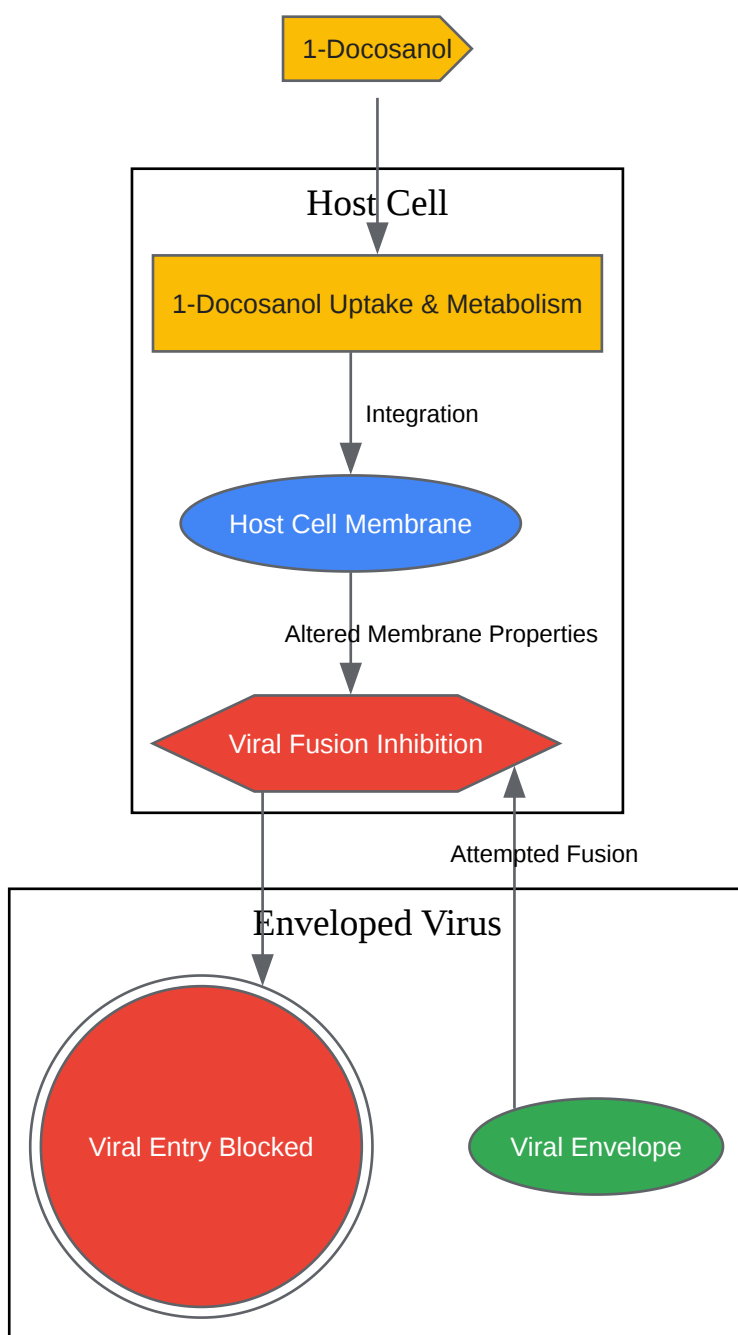 1-Docosanol
Host Cell
1-Docosanol Uptake & Metabolism
Integration
Host Cell Membrane
Altered Membrane Properties
Viral Fusion Inhibition
Attempted Fusion
Enveloped Virus
Viral Entry Blocked
Viral Envelope